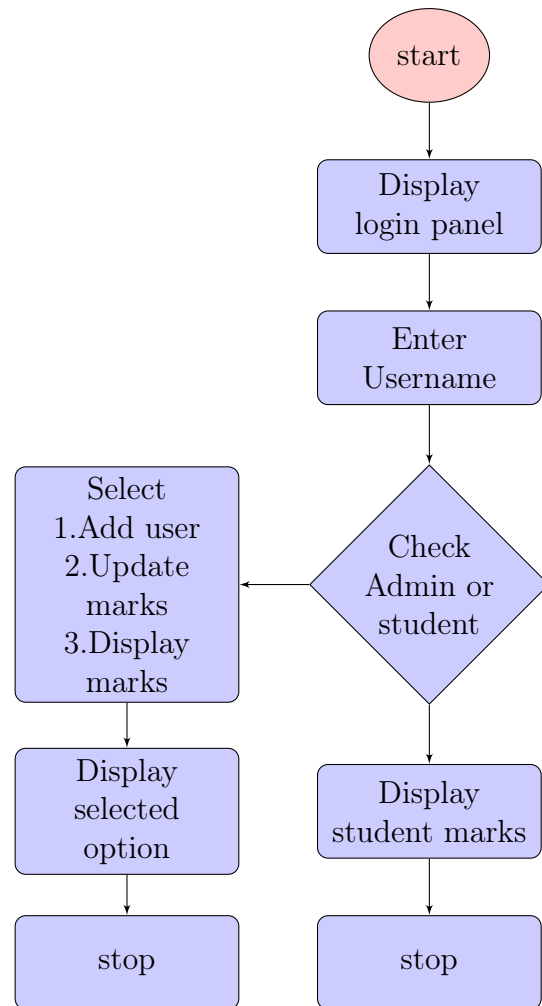 start
Display
login panel
Enter
Username
Check
Admin or
student
Select
1.Add user
2.Update
marks
3.Display
marks
Display
selected
option
stop
Display
student marks
stop